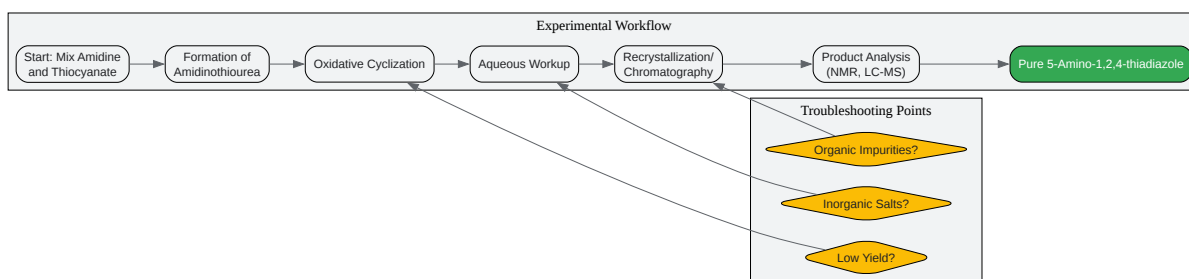 Experimental Workflow
Start: Mix Amidine
and Thiocyanate
Formation of
Amidinothiourea
Oxidative Cyclization
Aqueous Workup
Recrystallization/
Chromatography
Product Analysis
(NMR, LC-MS)
Pure 5-Amino-1,2,4-thiadiazole
Troubleshooting Points
Organic Impurities?
Inorganic Salts?
Low Yield?